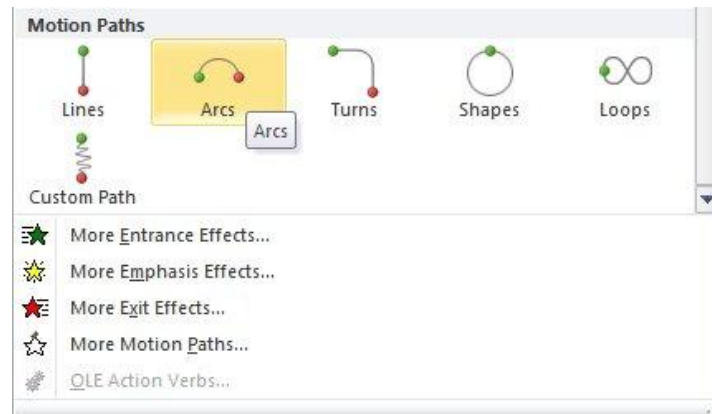 Motion Paths
Lines Arcs Turns Shapes Loops
Arcs
Custom Path
More Entrance Effects...
More Emphasis Effects...
More Exit Effects...
More Motion Paths...
OLE Action Verbs...